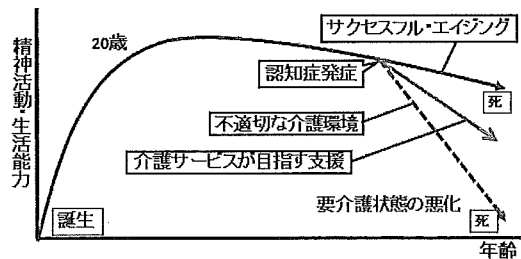 サクセスフル・エイジング
20歳
認知症発症
死
不適切な介護環境
介護サービスが目指す支援
要介護状態の悪化
死
誕生
年齢
精神活動・生活能力